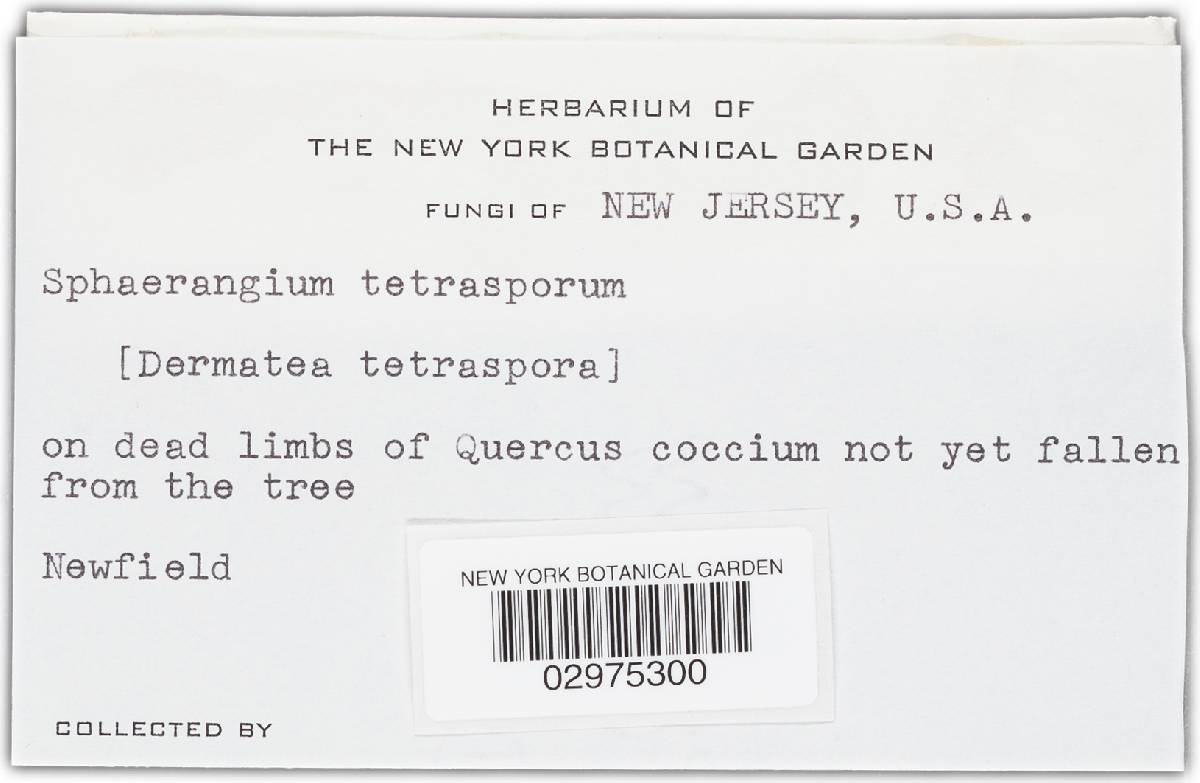 HERBARIUM OF
THE NEW YORK BOTANICAL GARDEN
FUNGI OF NEW JERSEY, U.S.A.
Sphaerangium tetrasporum
[Dermatea tetraspora]
on dead limbs of Quercus coccium not yet fallen
from the tree
Newfield
NEW YORK BOTANICAL GARDEN
02975300
COLLECTED BY